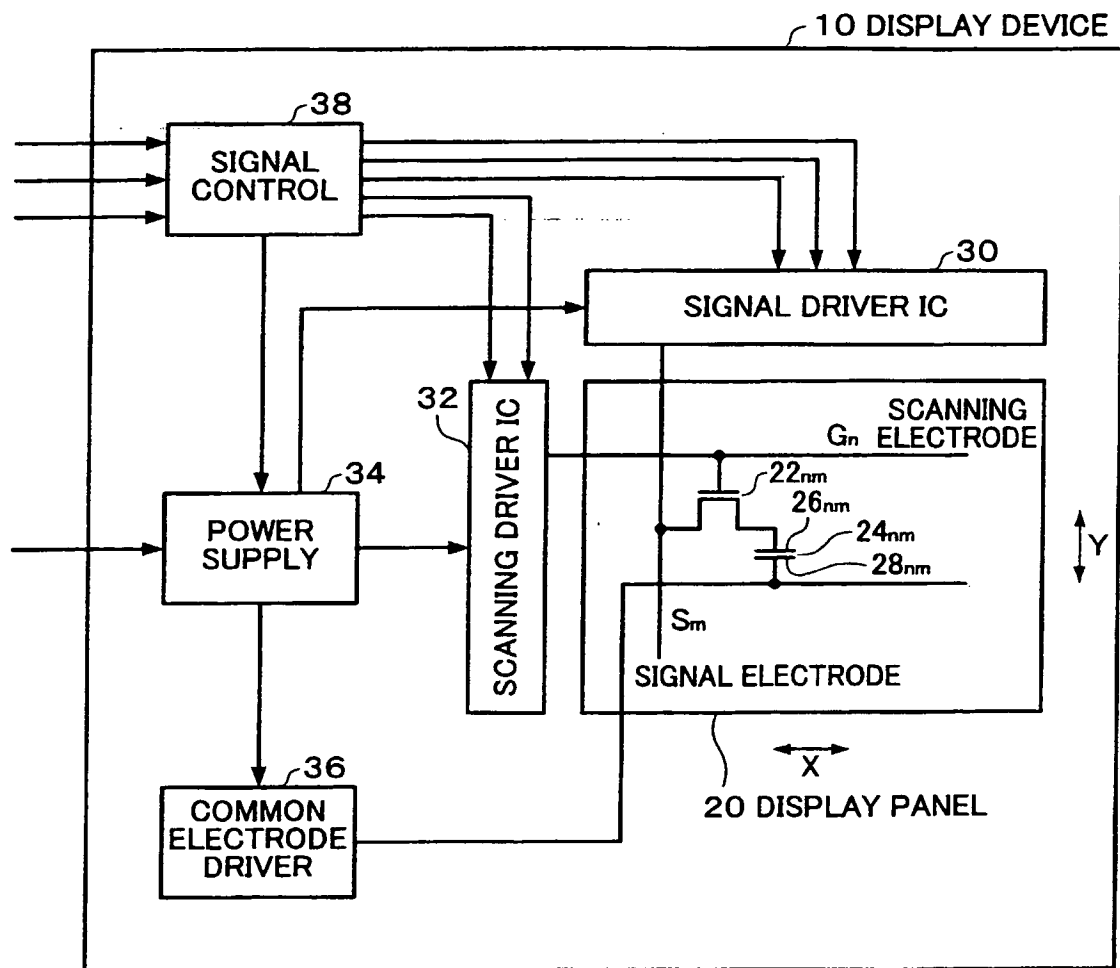 10 DISPLAY DEVICE
38
SIGNAL
CONTROL
30
SIGNAL DRIVER IC
32
SCANNING DRIVER IC
SCANNING
ELECTRODE
Gn
22nm
26nm
24nm
28nm
Y
34
POWER
SUPPLY
Sm
SIGNAL ELECTRODE
X
36
COMMON
ELECTRODE
DRIVER
20 DISPLAY PANEL